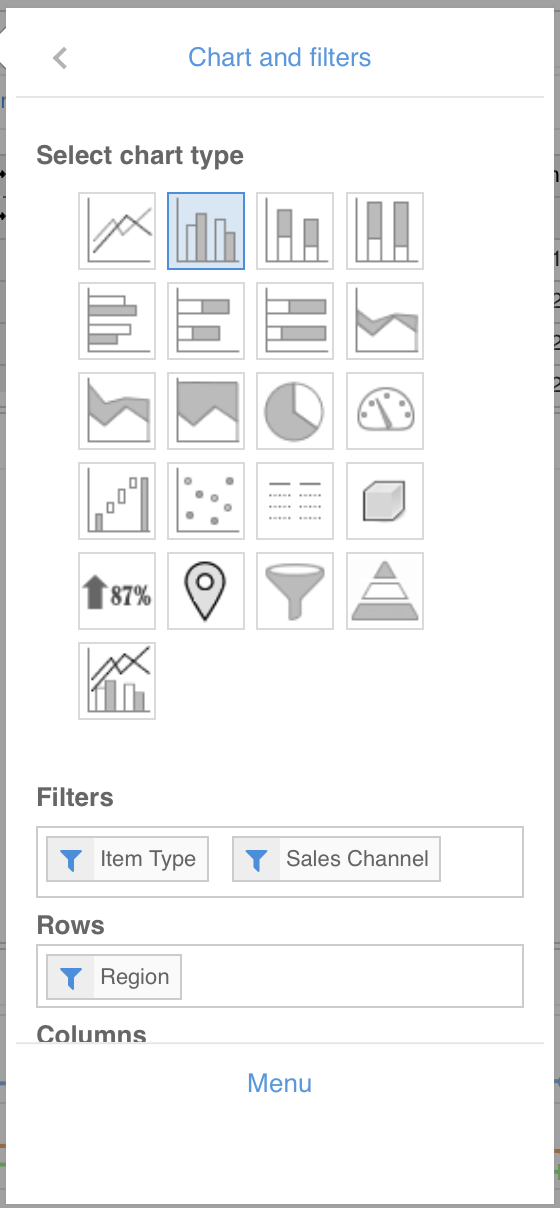 Chart and filters
Select chart type
87%
Filters
Item Type Sales Channel
Rows
Region
Columns
Menu